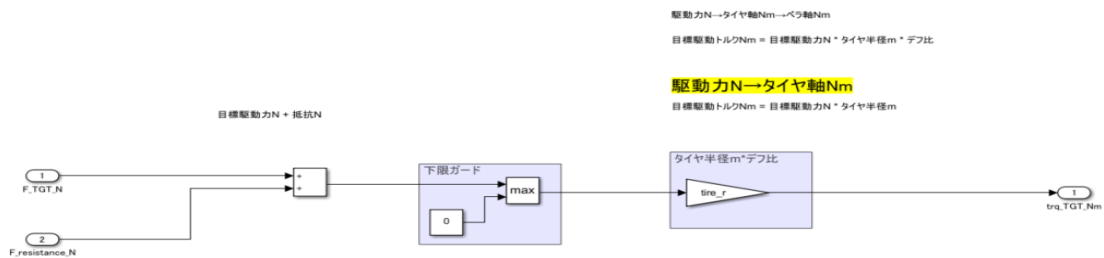 駆動力N→タイヤ軸Nm→ペラ軸Nm
目標駆動トルクNm = 目標駆動力N * タイヤ半径m * デフ比
駆動力N→タイヤ軸Nm
目標駆動トルクNm = 目標駆動力N * タイヤ半径m
目標駆動力N + 抵抗N
下限ガード
タイヤ半径m*デフ比
1
F_TGT_N
+
+
max
0
tire_r
1
trq_TGT_Nm
2
F_resistance_N